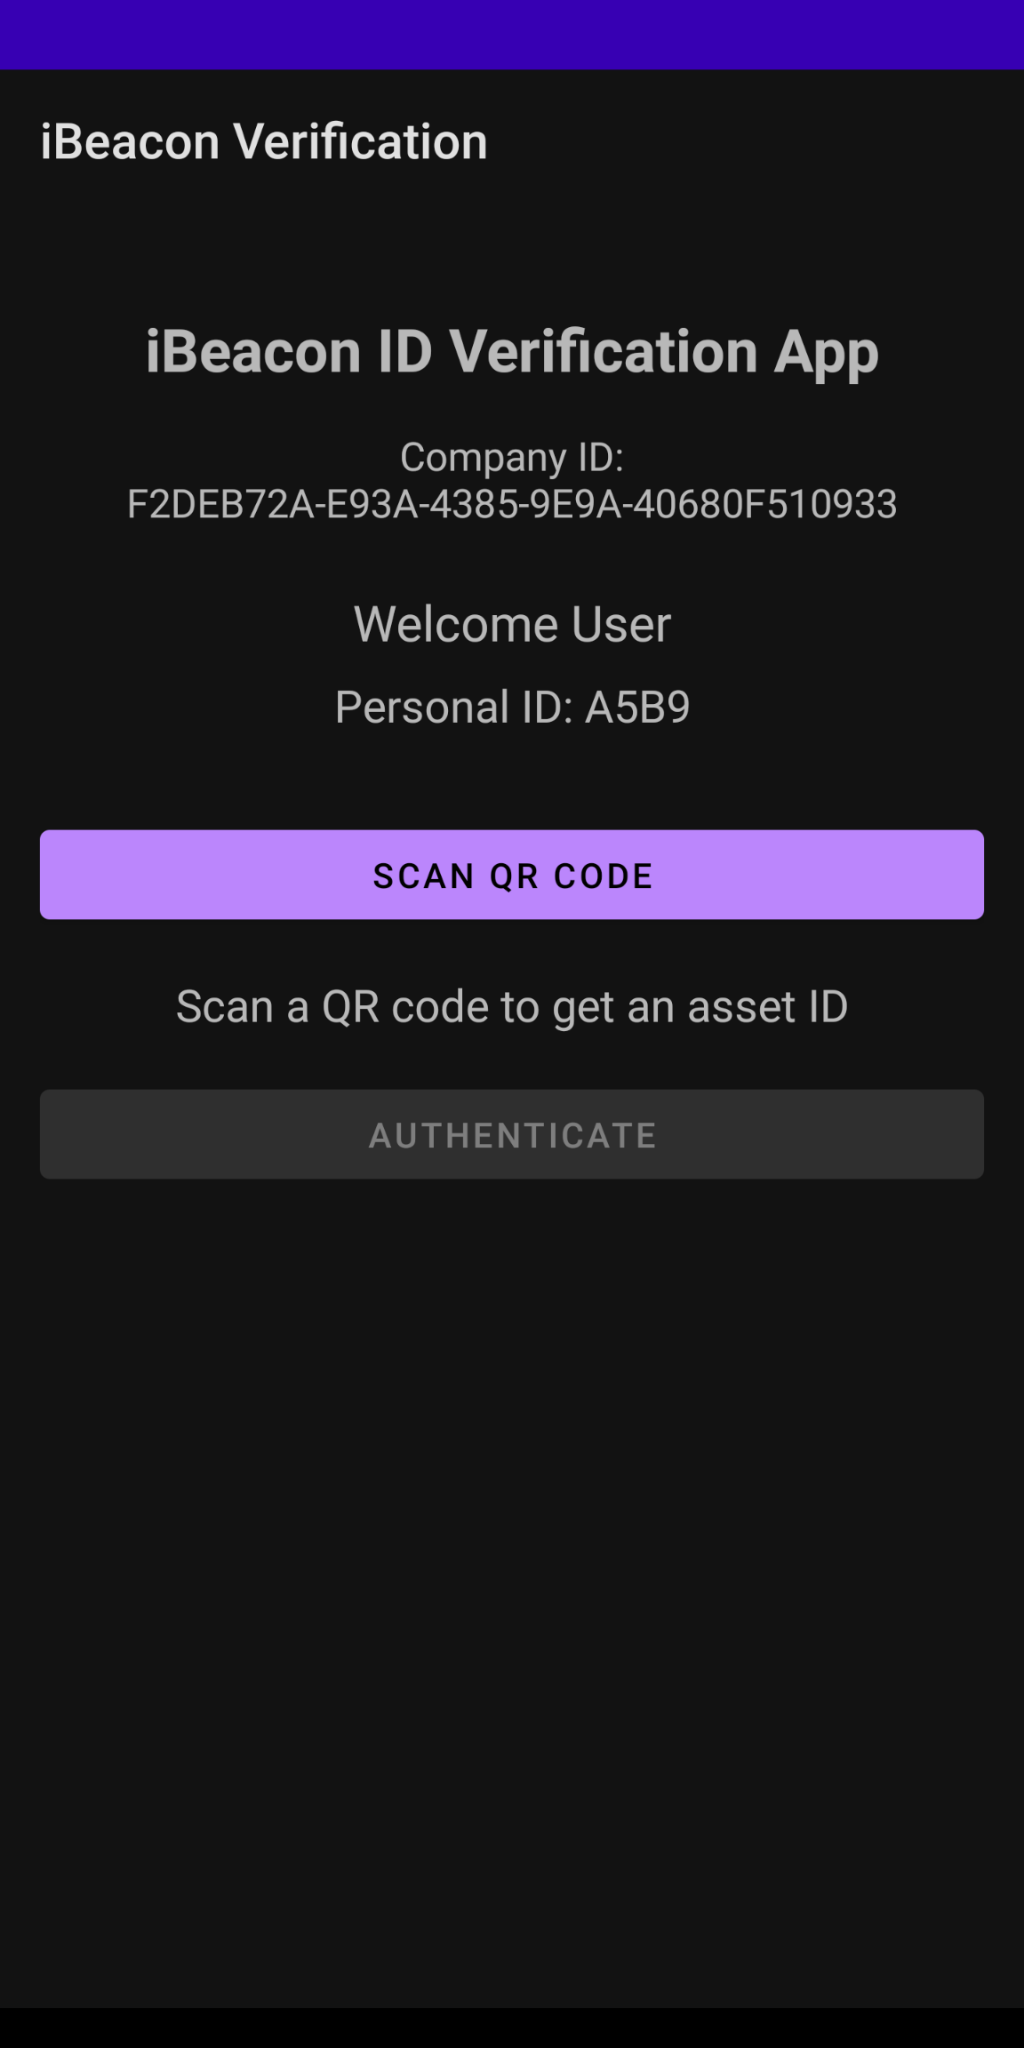 iBeacon Verification
iBeacon ID Verification App
Company ID:
F2DEB72A-E93A-4385-9E9A-40680F510933
Welcome User
Personal ID: A5B9
SCAN QR CODE
Scan a QR code to get an asset ID
AUTHENTICATE